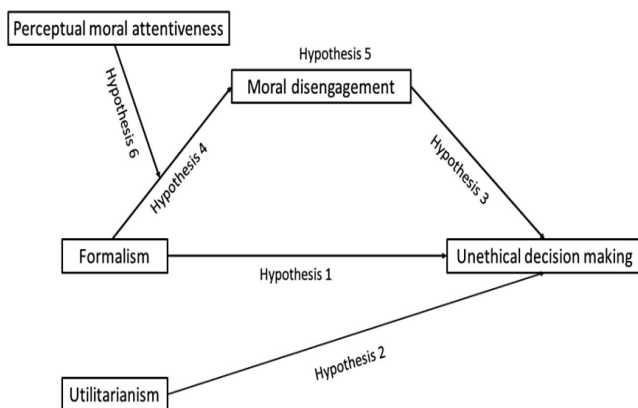 Perceptual moral attentiveness
Hypothesis 5
Moral disengagement
Hypothesis 6
Hypothesis 4
Hypothesis 3
Formalism
Unethical decision making
Hypothesis 1
Hypothesis 2
Utilitarianism